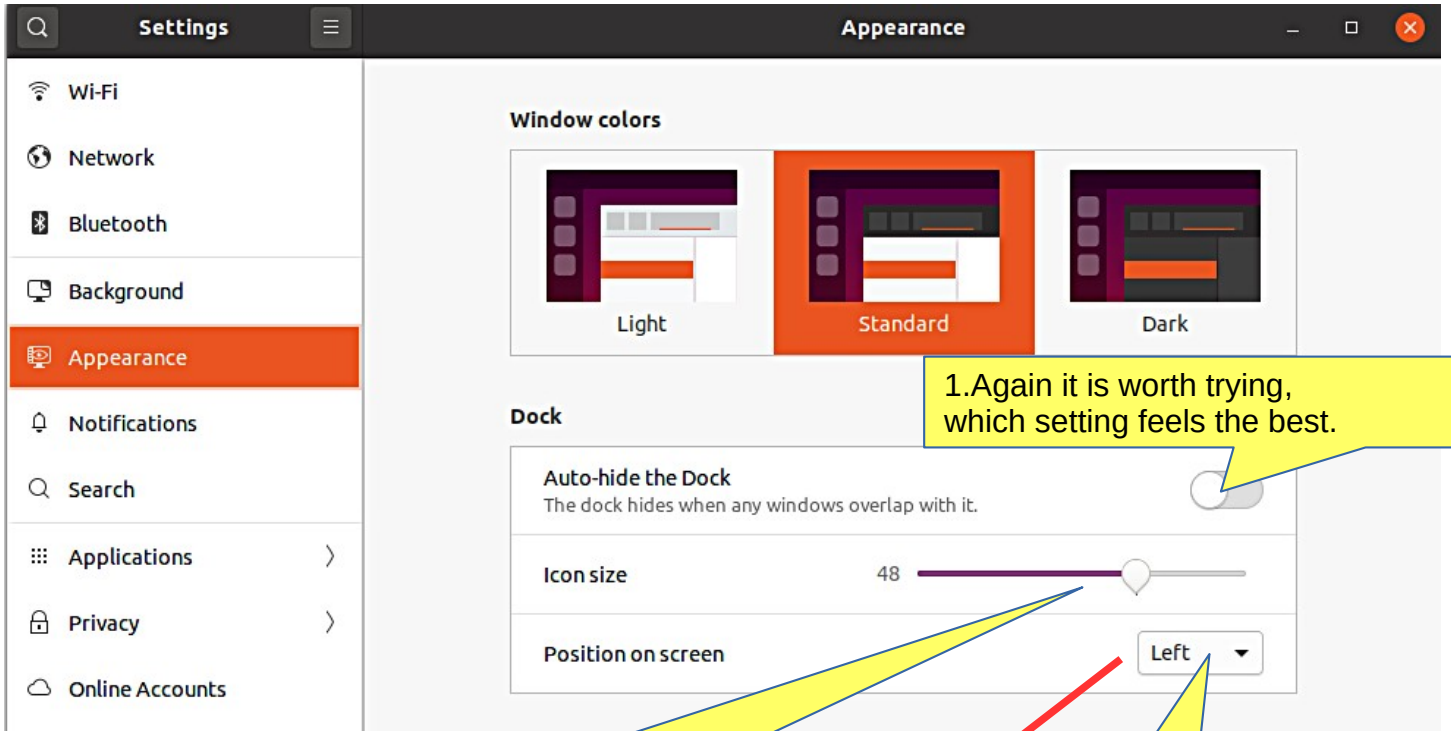 Settings
Appearance
Wi-Fi
Network
Bluetooth
Background
Appearance
Notifications
Search
Applications
Privacy
Online Accounts
Window colors
Light
Standard
Dark
1.Again it is worth trying,
which setting feels the best.
Dock
Auto-hide the Dock
The dock hides when any windows overlap with it.
Icon size
48
Position on screen
Left